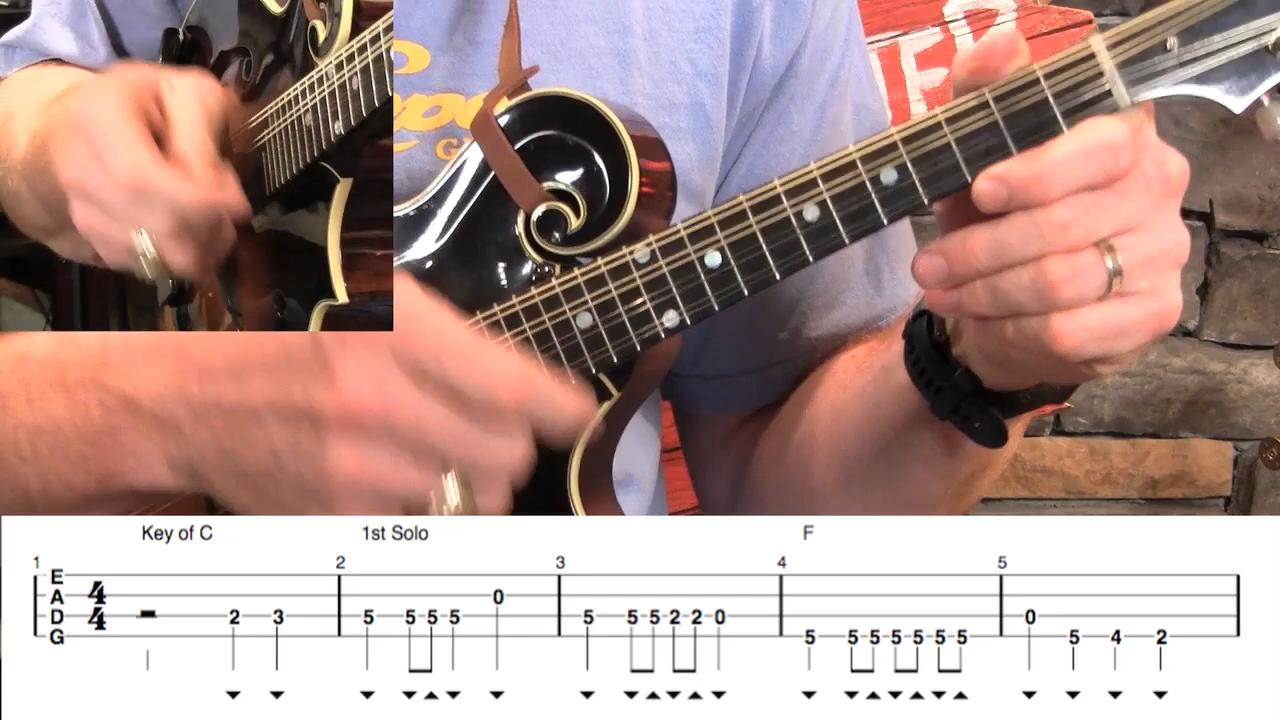 ER
Key of C 1st Solo F
1 2 3 4 5
E
A 4 0
D 4 2 3 5 5 5 5 5 5 5 2 2 0 0
G 5 5 5 5 5 5 5 5 4 2